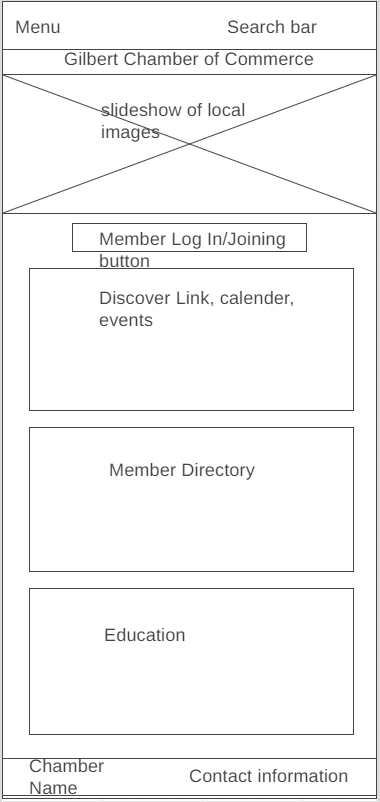 Menu Search bar
Gilbert Chamber of Commerce
slideshow of local
images
Member Log In/Joining
button
Discover Link, calender,
events
Member Directory
Education
Chamber
Name
Contact information